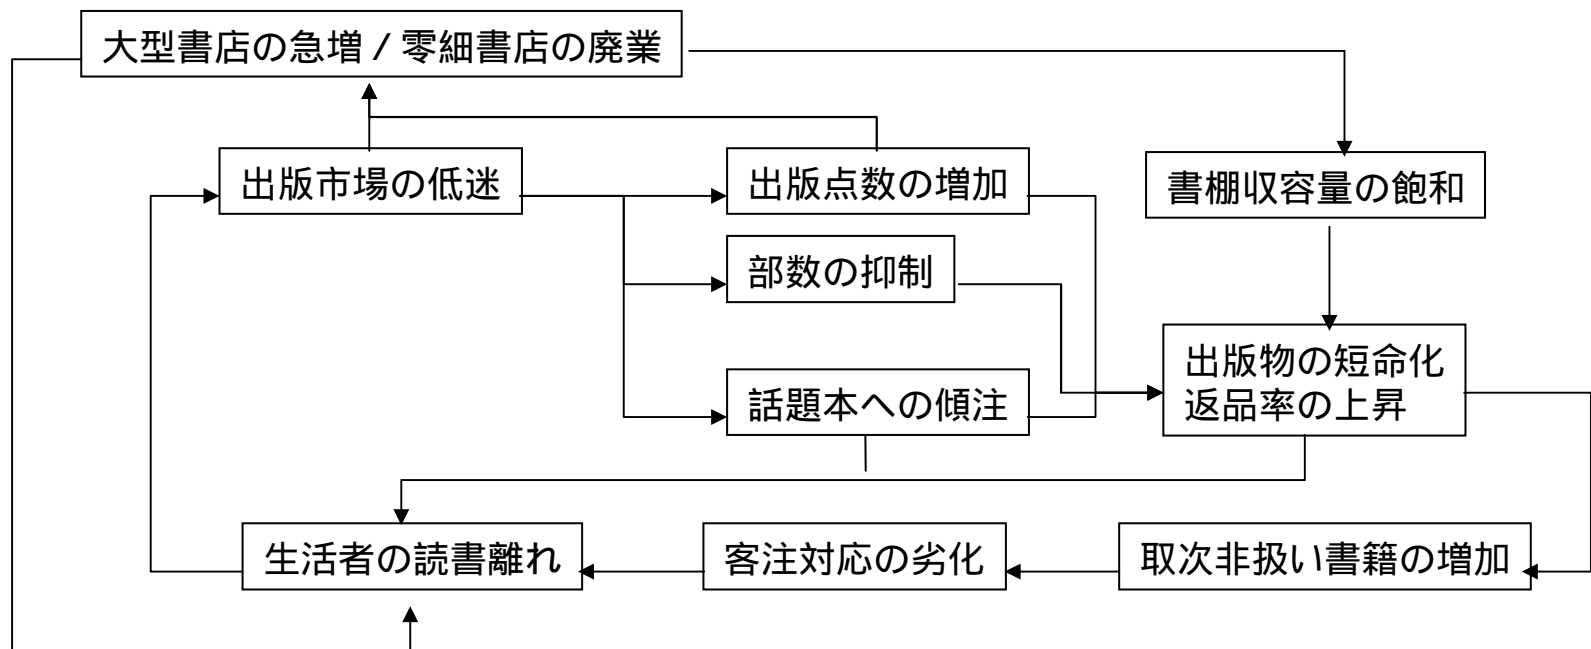 大型書店の急増 / 零細書店の廃業
出版市場の低迷
出版点数の増加
書棚収容量の飽和
部数の抑制
出版物の短命化
返品率の上昇
話題本への傾注
生活者の読書離れ
客注対応の劣化
取次非扱い書籍の増加